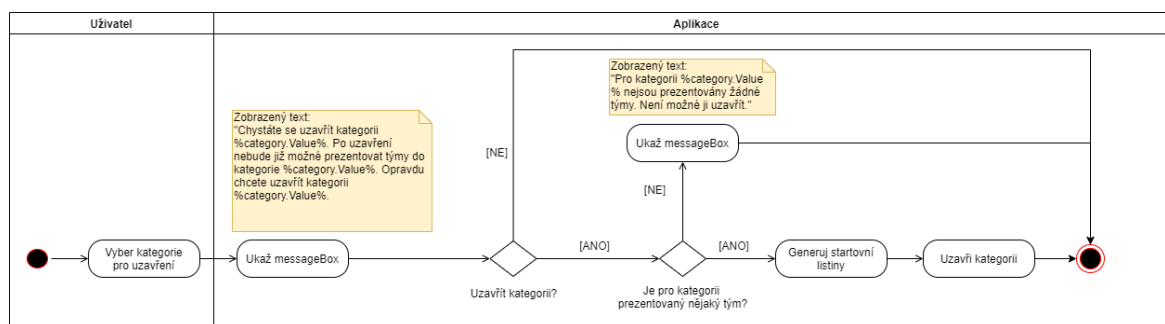 Uživatel
Aplikace
Zobrazený text:
"Pro kategorii %category.Value
% nejsou prezentovány žádné
týmy. Není možné ji uzavřít."
Zobrazený text:
"Chystáte se uzavřít kategorii
%category.Value%. Po uzavření
nebude již možné prezentovat týmy do
kategorie %category.Value%. Opravdu
chcete uzavřít kategorii
%category.Value%.
[NE]
Ukaž messageBox
[NE]
Vyber kategorie
pro uzavření
Ukaž messageBox
[ANO]
[ANO]
Generuj startovní
listiny
Uzavři kategorii
Uzavřít kategorii?
Je pro kategorii
prezentovaný nějaký tým?